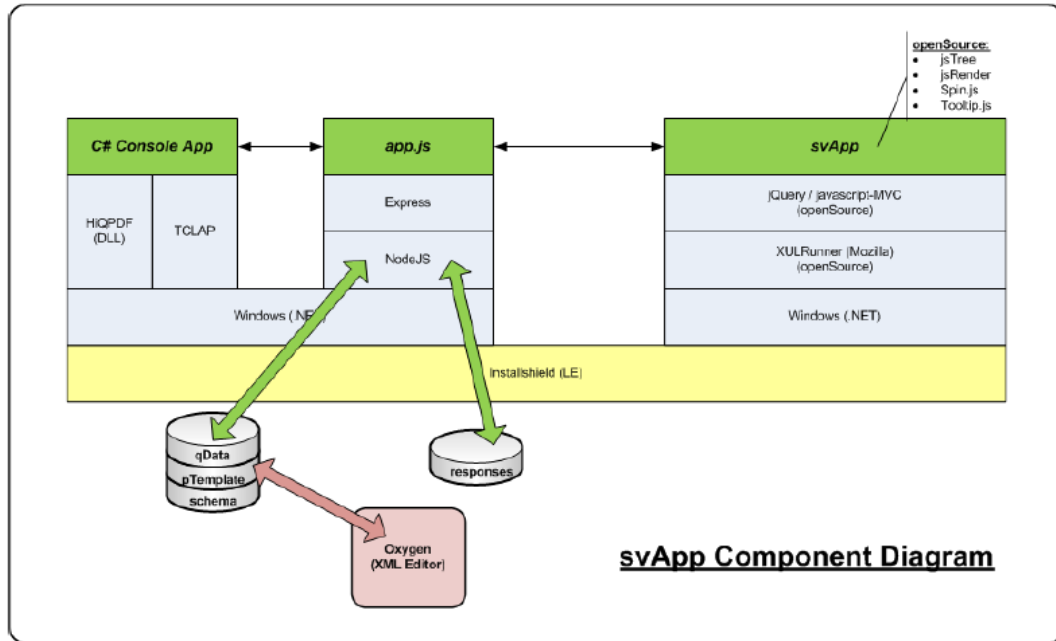 openSource:
• jsTree
• jsRender
• Spin.js
• Tooltip.js
C# Console App
app.js
svApp
HiQPDF
(DLL)
TCLAP
Express
jQuery / javascript-MVC
(openSource)
NodeJS
XULRunner (Mozilla)
(openSource)
Windows (.NET)
Windows (.NET)
Installshield (LE)
qData
pTemplate
schema
responses
Oxygen
(XML Editor)
svApp Component Diagram